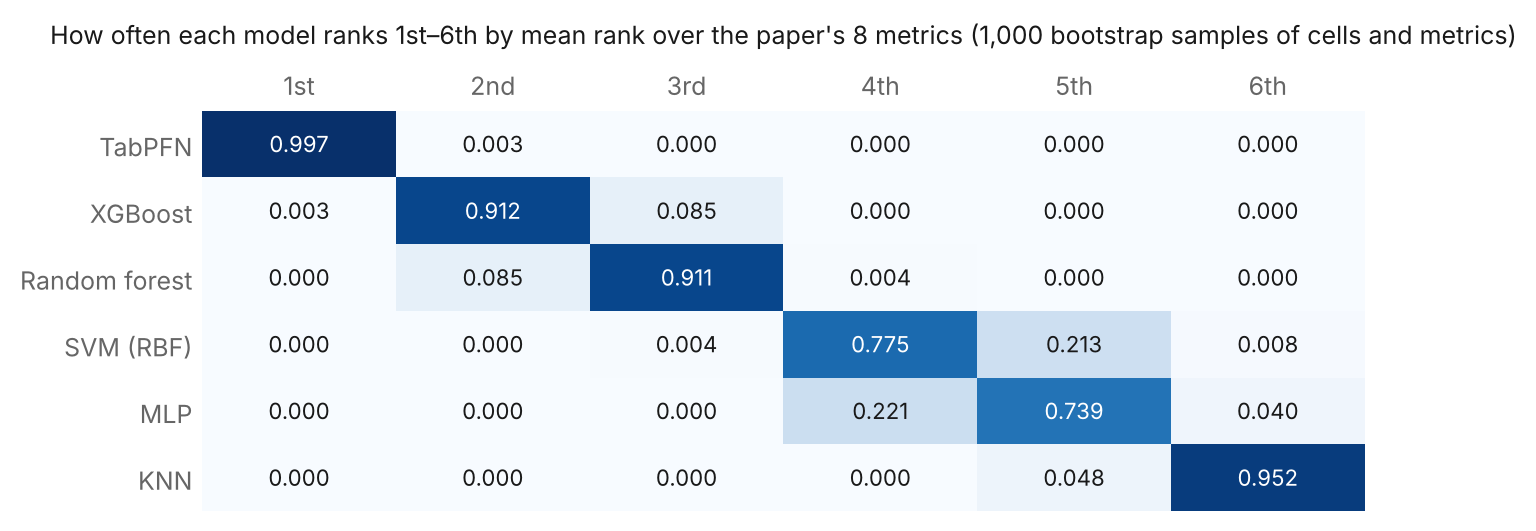 How often each model ranks 1st–6th by mean rank over the paper's 8 metrics (1,000 bootstrap samples of cells and metrics)
1st 2nd 3rd 4th 5th 6th
TabPFN 0.997 0.003 0.000 0.000 0.000 0.000
XGBoost 0.003 0.912 0.085 0.000 0.000 0.000
Random forest 0.000 0.085 0.911 0.004 0.000 0.000
SVM (RBF) 0.000 0.000 0.004 0.775 0.213 0.008
MLP 0.000 0.000 0.000 0.221 0.739 0.040
KNN 0.000 0.000 0.000 0.000 0.048 0.952